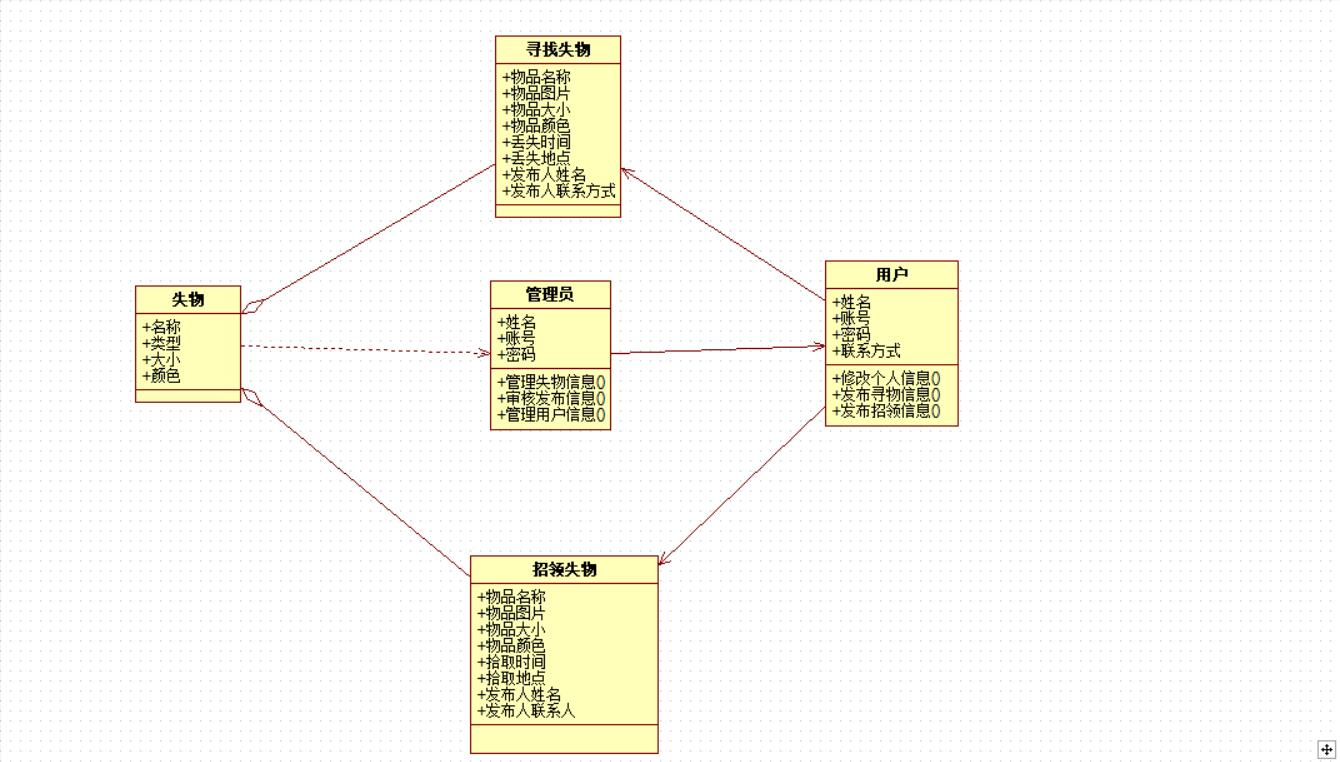 寻找失物
+物品名称
+物品图片
+物品大小
+物品颜色
+丢失时间
+丢失地点
+发布人姓名
+发布人联系方式
失物
+名称
+类型
+大小
+颜色
管理员
+姓名
+账号
+密码
+管理失物信息()
+审核发布信息()
+管理用户信息()
用户
+姓名
+账号
+密码
+联系方式
+修改个人信息()
+发布寻物信息()
+发布招领信息()
招领失物
+物品名称
+物品图片
+物品大小
+物品颜色
+拾取时间
+拾取地点
+发布人姓名
+发布人联系人